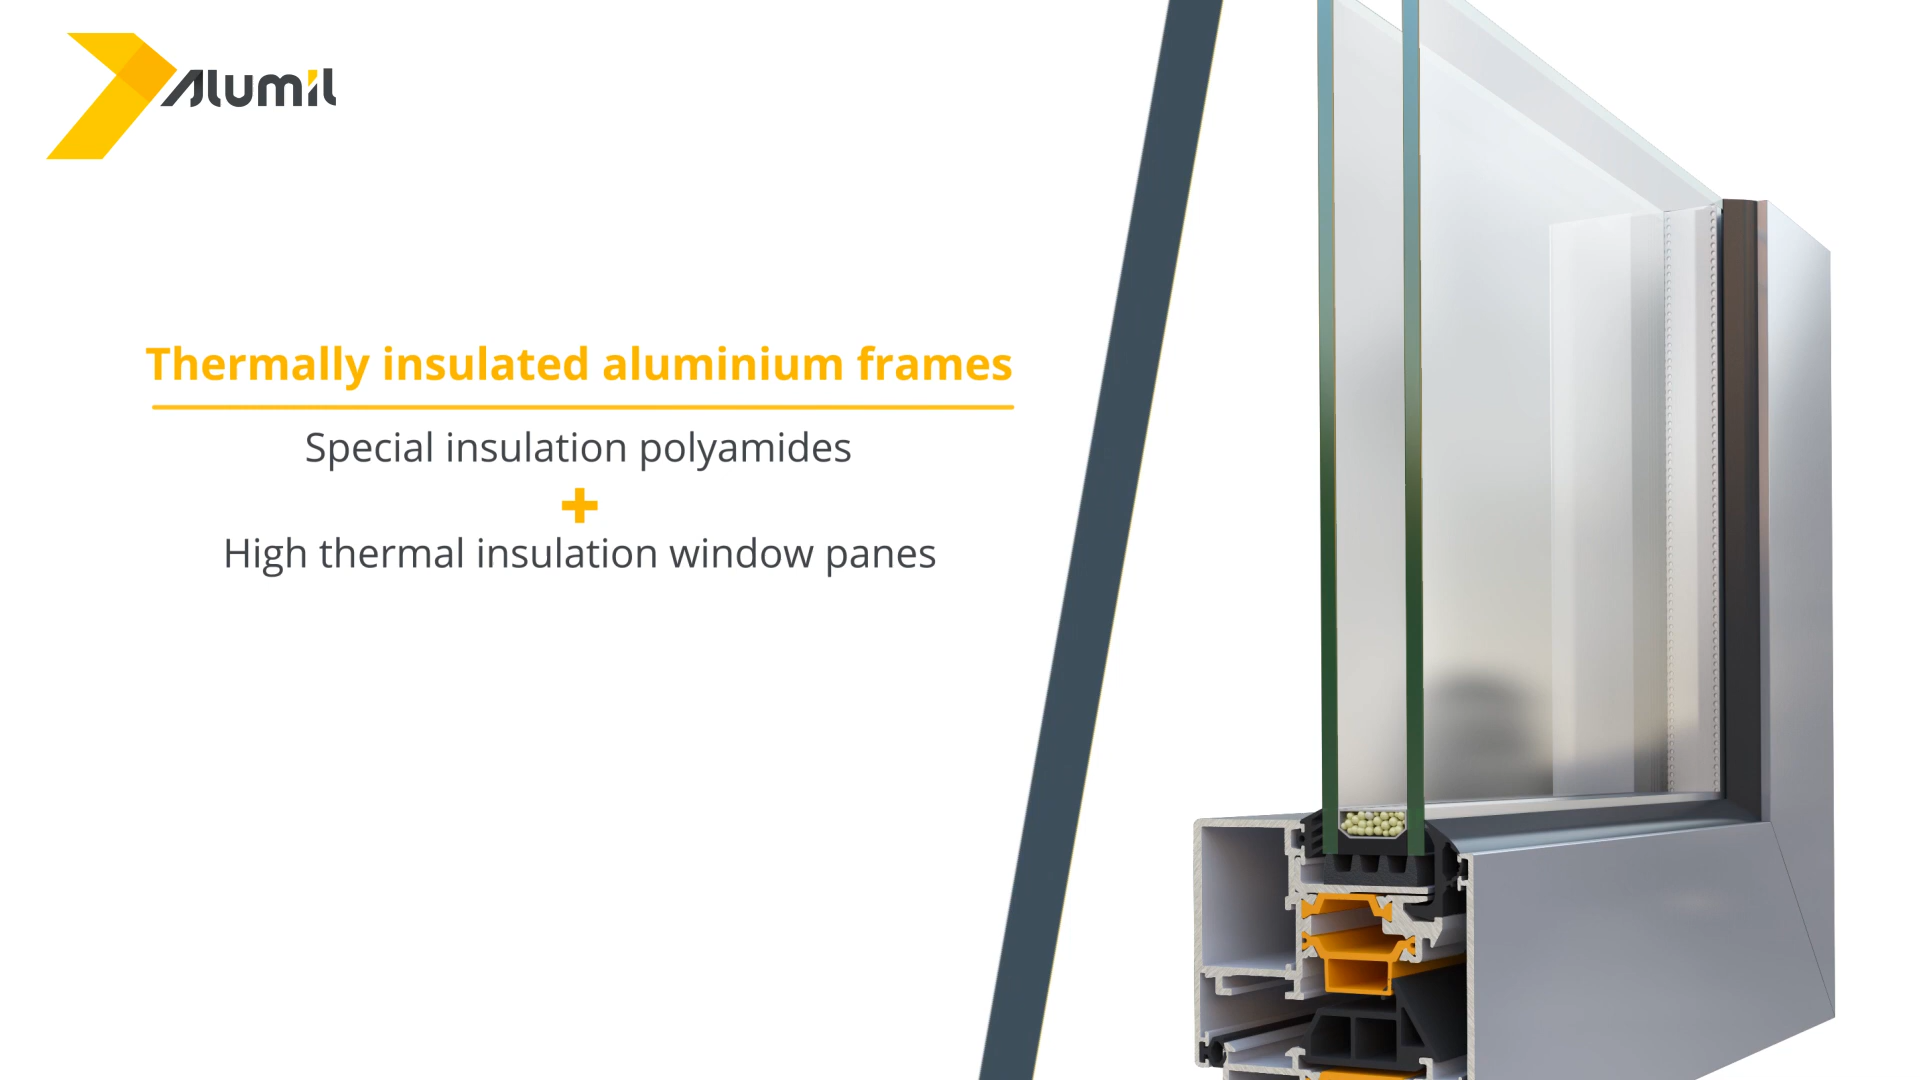 Alumil
Thermally insulated aluminium frames
Special insulation polyamides
+
High thermal insulation window panes